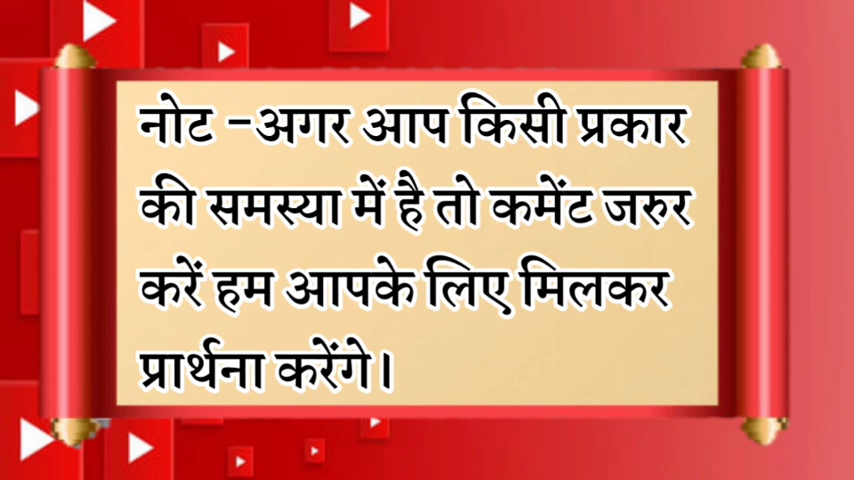 नोट -अगर आप किसी प्रकार
की समस्या में है तो कमेंट जरुर
करें हम आपके लिए मिलकर
प्रार्थना करेंगे।